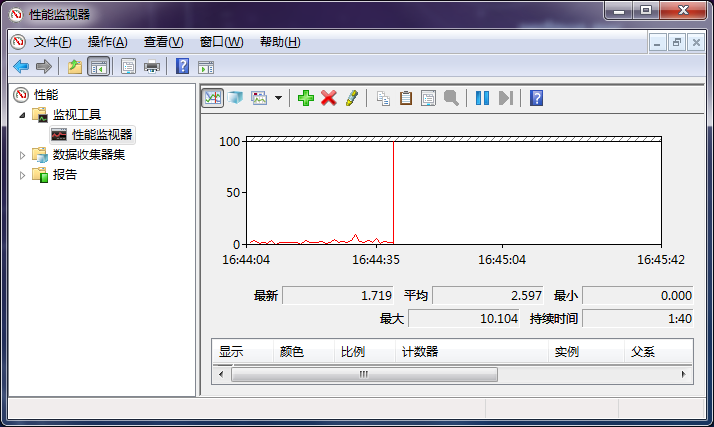 性能监视器
文件(F) 操作(A) 查看(V) 窗口(W) 帮助(H)
性能
监视工具
性能监视器
数据收集器集
报告
100
50
0
16:44:04 16:44:35 16:45:04 16:45:42
最新 1.719 平均 2.597 最小 0.000
最大 10.104 持续时间 1:40
显示 颜色 比例 计数器 实例 父系